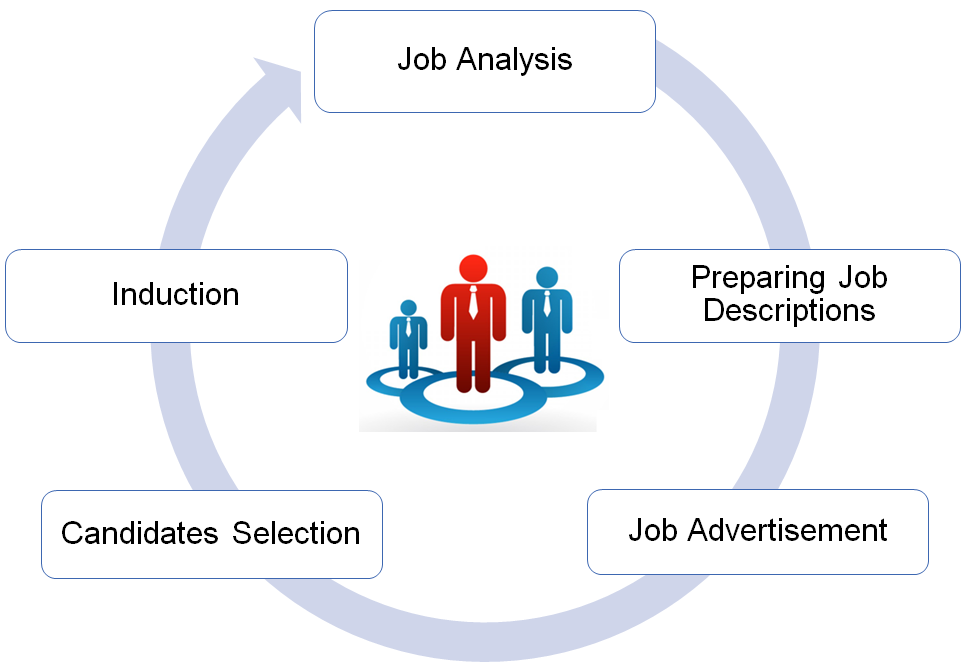 Job Analysis
Preparing Job
Descriptions
Job Advertisement
Candidates Selection
Induction